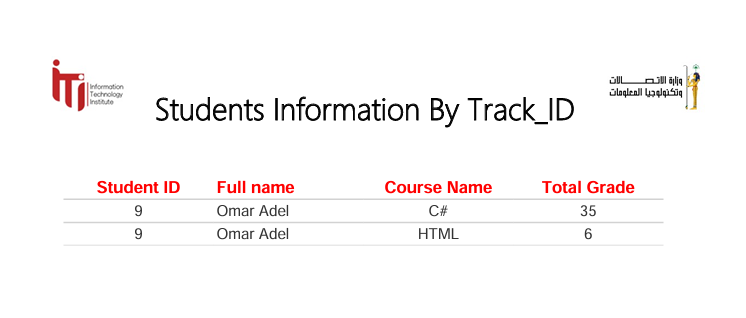 iTi
Information
Technology
Institute
وزارة الاتـصـــالات
وتكنولوجيا المعلومات
Students Information By Track_ID
Student ID Full name Course Name Total Grade
9 Omar Adel C# 35
9 Omar Adel HTML 6